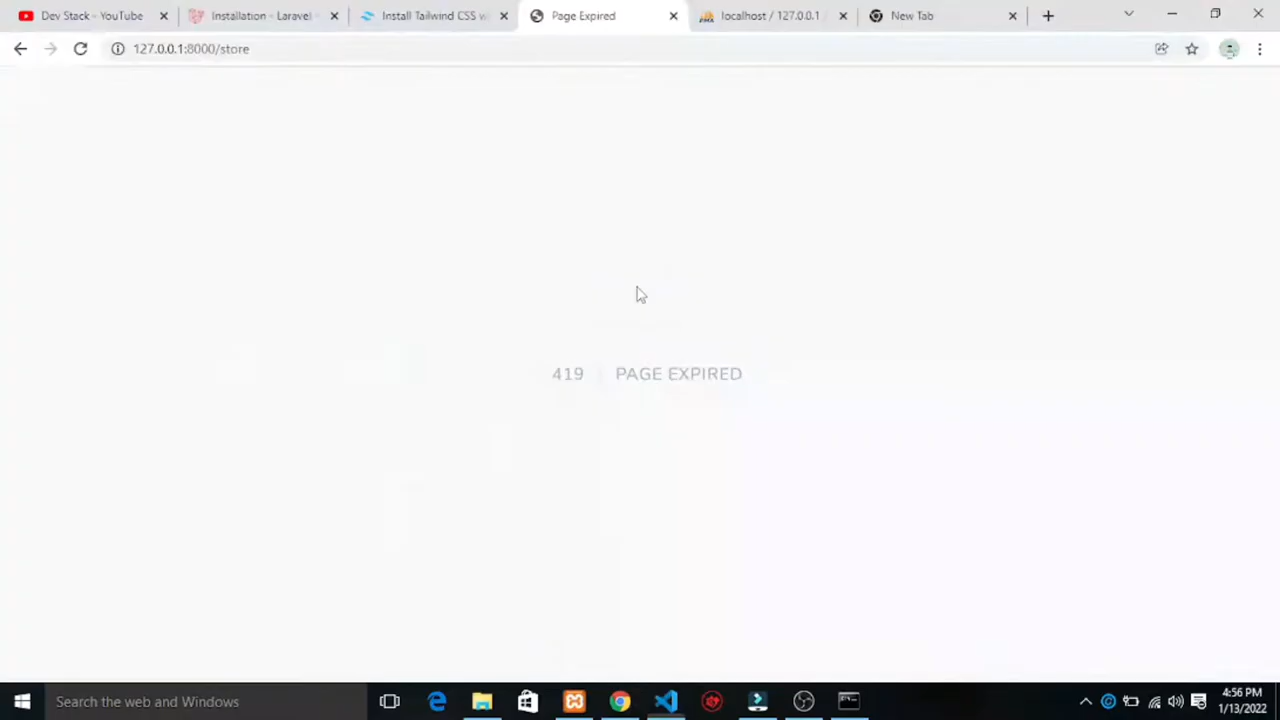 Dev Stack - YouTube
Installation - Laravel
Install Tailwind CSS w
Page Expired
localhost / 127.0.0.1
New Tab
127.0.0.1:8000/store
419 PAGE EXPIRED
Search the web and Windows
4:56 PM
1/13/2022